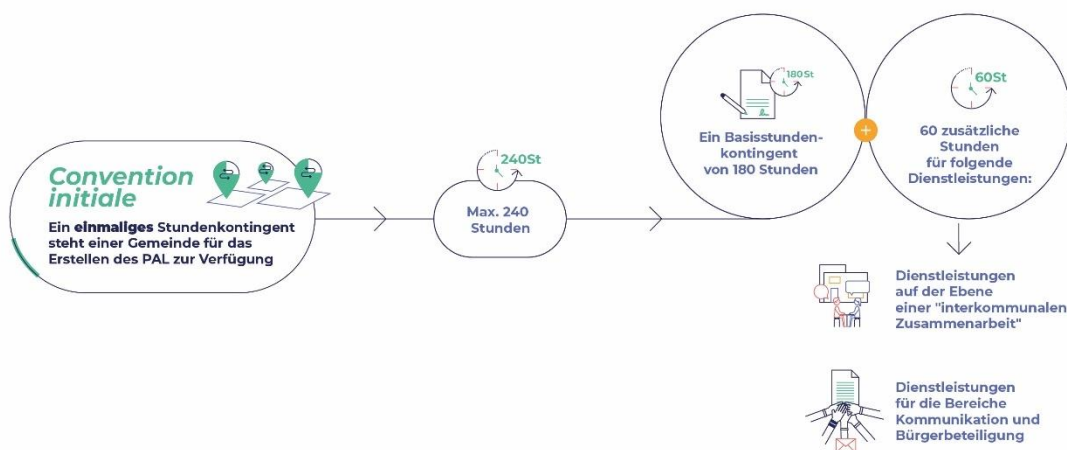 Convention
initiale
Ein einmaliges Stundenkontingent
steht einer Gemeinde für das
Erstellen des PAL zur Verfügung
240St
Max. 240
Stunden
180St
Ein Basisstunden-
kontingent
von 180 Stunden
+
60St
60 zusätzliche
Stunden
für folgende
Dienstleistungen:
Dienstleistungen
auf der Ebene
einer "interkommunalen
Zusammenarbeit"
Dienstleistungen
für die Bereiche
Kommunikation und
Bürgerbeteiligung